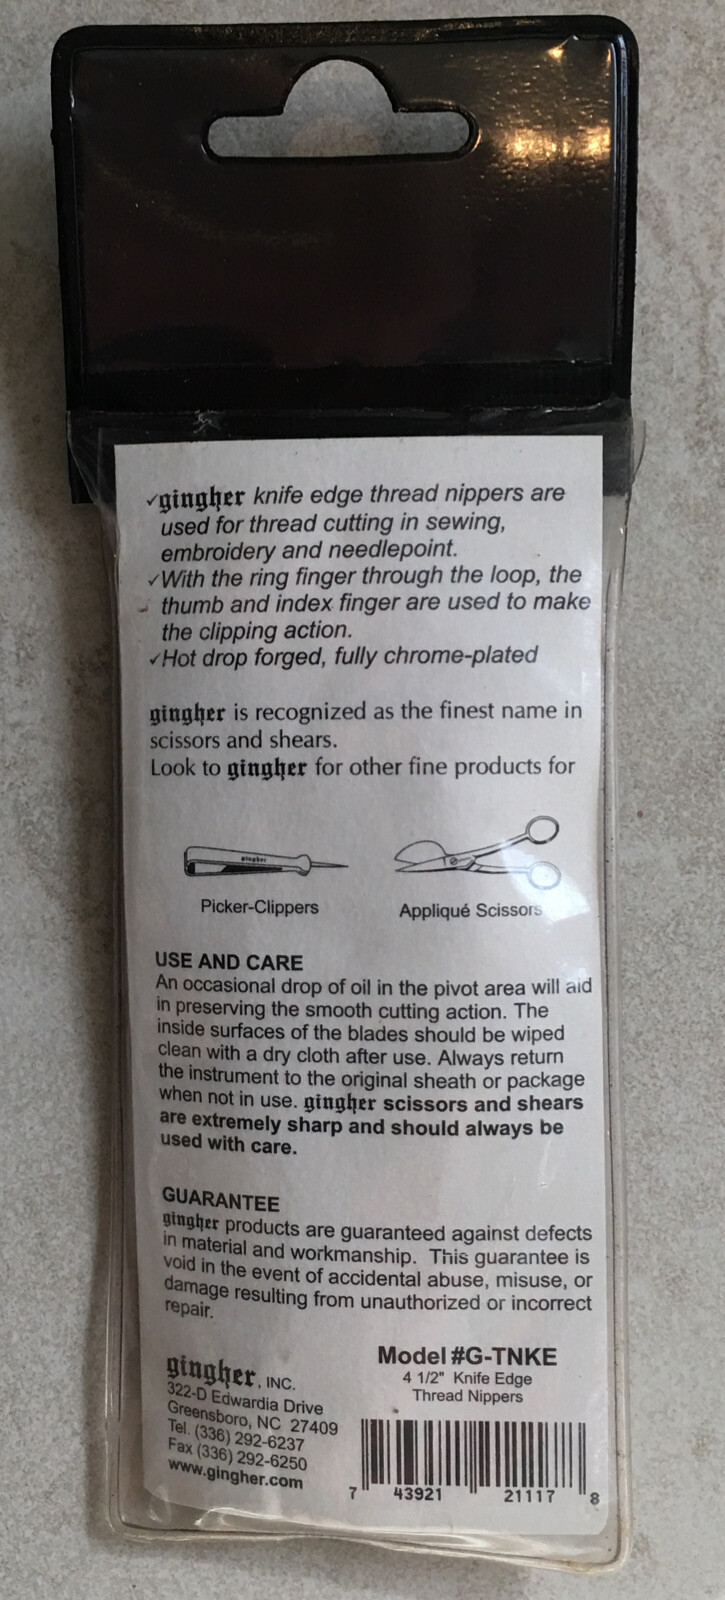 ✓gingher knife edge thread nippers are
used for thread cutting in sewing,
embroidery and needlepoint.
✓With the ring finger through the loop, the
thumb and index finger are used to make
the clipping action.
✓Hot drop forged, fully chrome-plated
gingher is recognized as the finest name in
scissors and shears.
Look to gingher for other fine products for
gingher
Picker-Clippers
Appliqué Scissors
USE AND CARE
An occasional drop of oil in the pivot area will aid
in preserving the smooth cutting action. The
inside surfaces of the blades should be wiped
clean with a dry cloth after use. Always return
the instrument to the original sheath or package
when not in use. gingher scissors and shears
are extremely sharp and should always be
used with care.
GUARANTEE
gingher products are guaranteed against defects
in material and workmanship. This guarantee is
void in the event of accidental abuse, misuse, or
damage resulting from unauthorized or incorrect
repair.
gingher, INC.
322-D Edwardia Drive
Greensboro, NC 27409
Tel. (336) 292-6237
Fax (336) 292-6250
www.gingher.com
Model #G-TNKE
4 1/2" Knife Edge
Thread Nippers
7 43921 21117 8